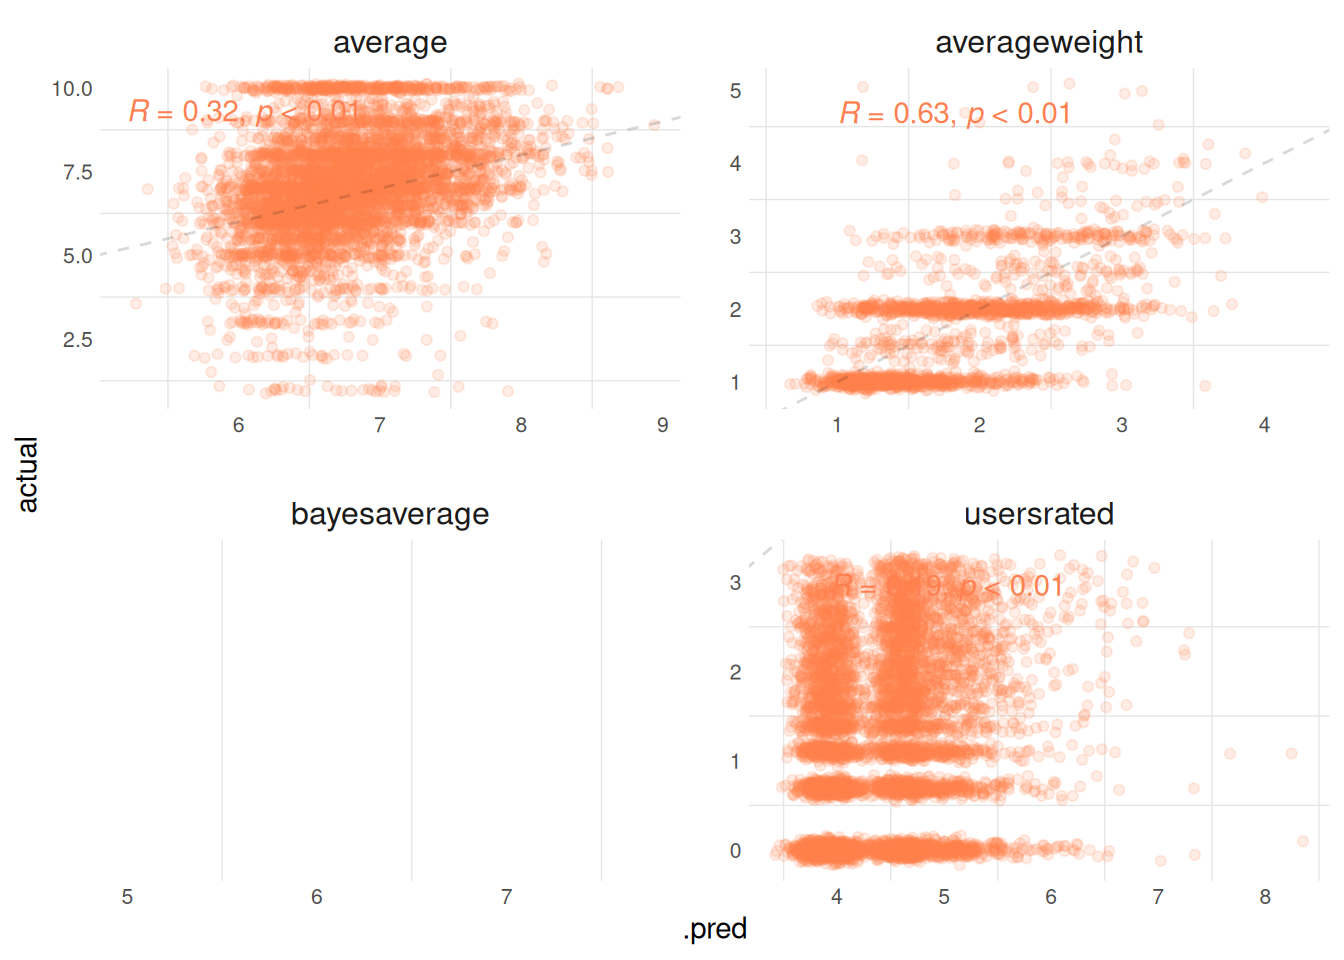 average
averageweight
10.0
7.5
5.0
2.5
R = 0.32, p < 0.01
6 7 8 9
5
4
3
2
1
R = 0.63, p < 0.01
1 2 3 4
actual
bayesaverage
usersrated
5 6 7
3
2
1
0
R = 0.19, p < 0.01
4 5 6 7 8
.pred